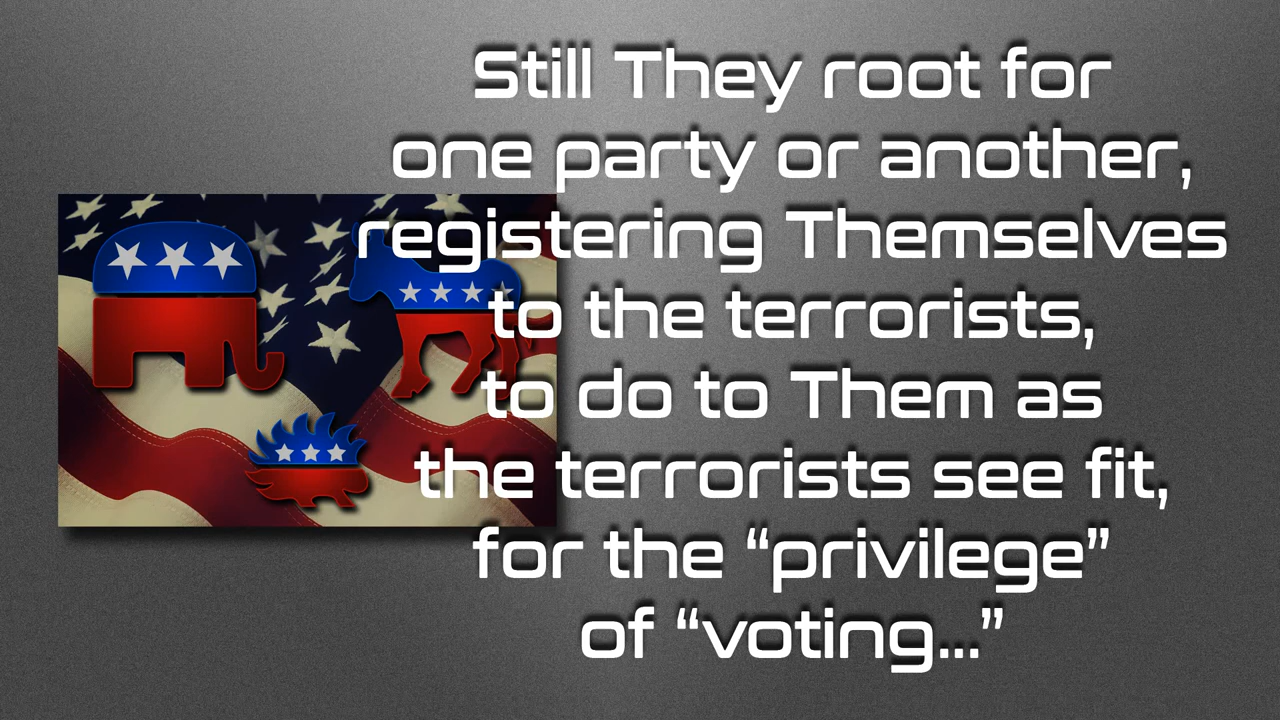 Still They root for
one party or another,
registering Themselves
to the terrorists,
to do to Them as
the terrorists see fit,
for the “privilege”
of “voting...”